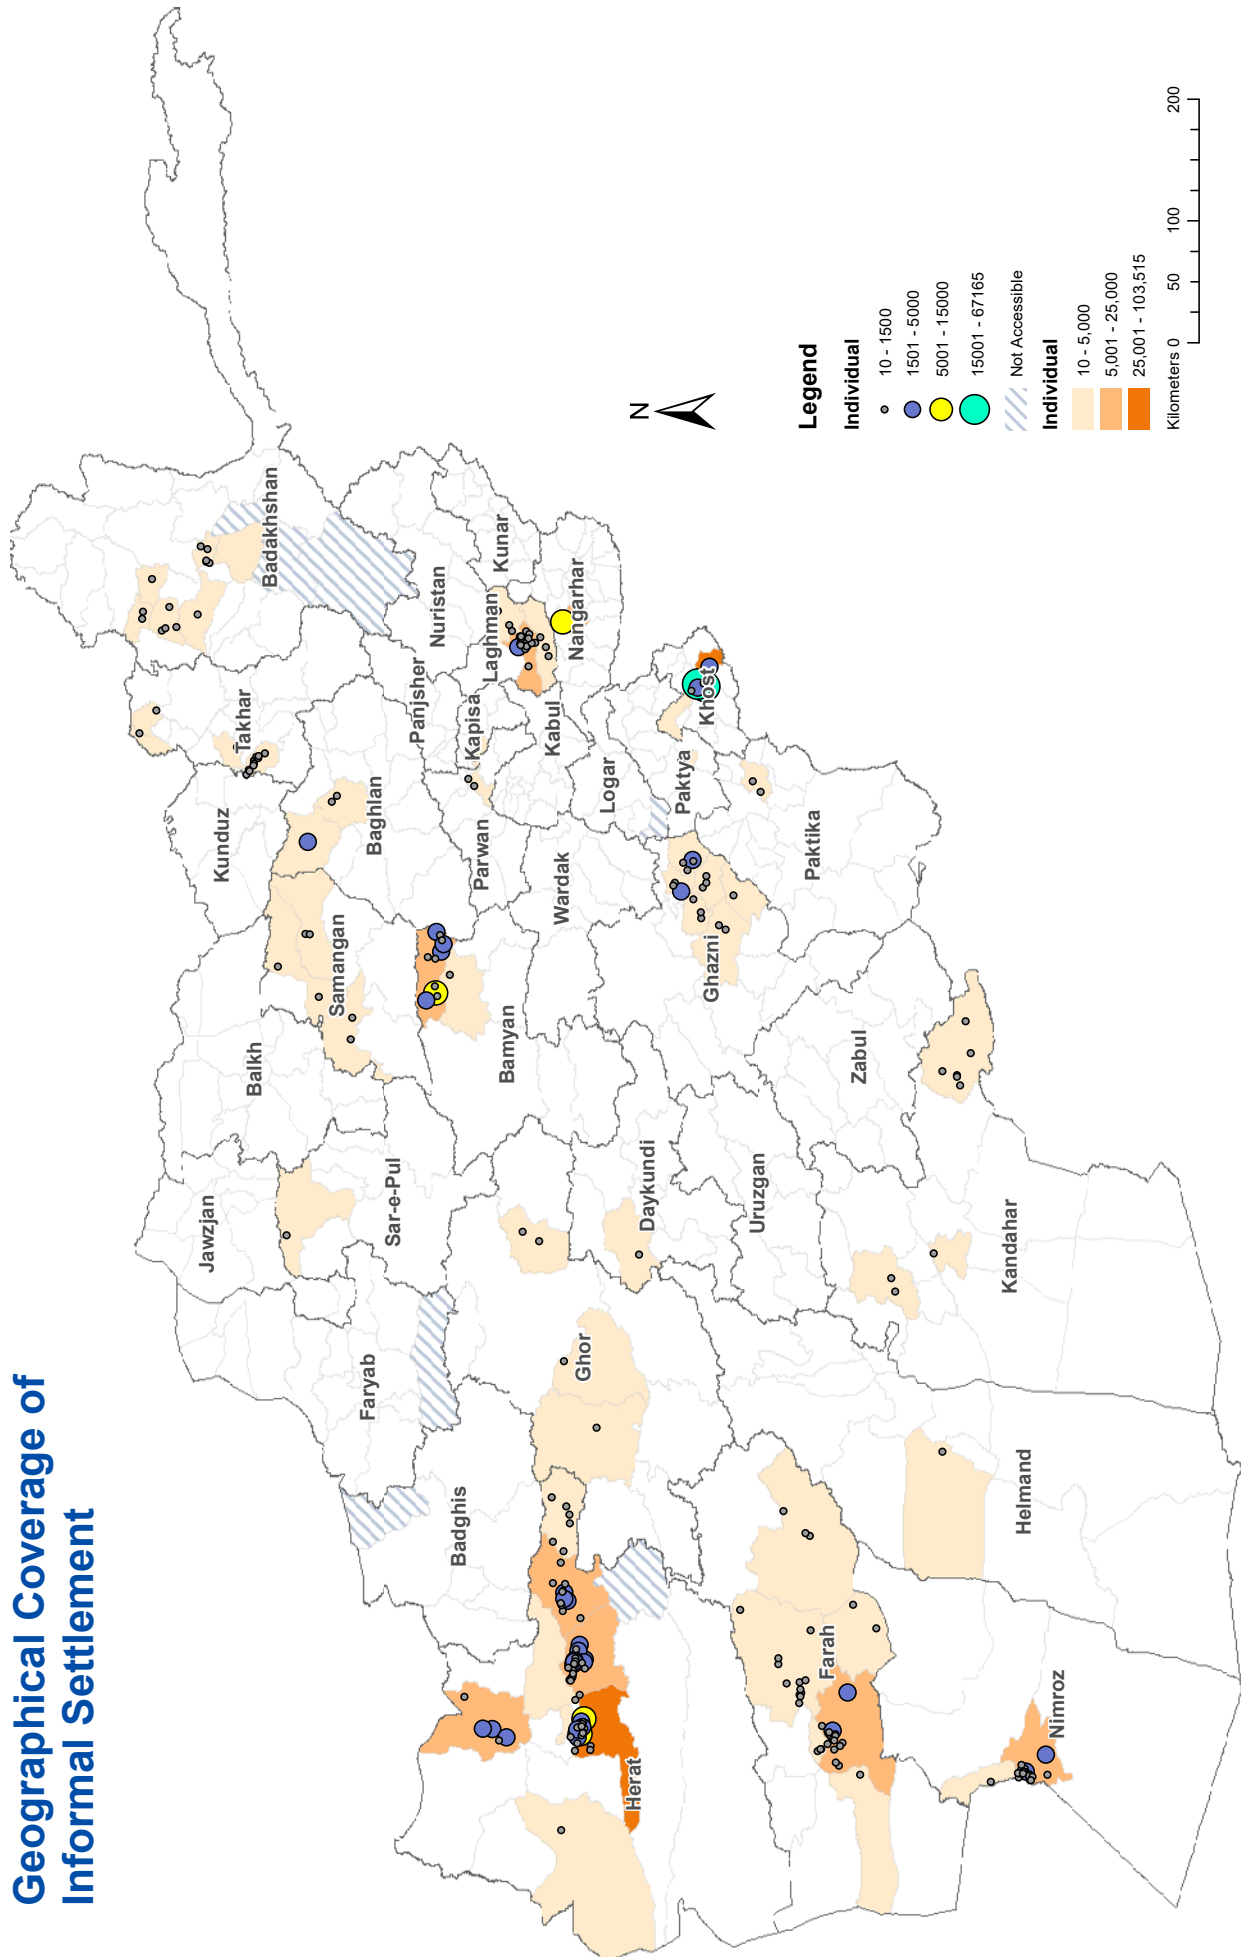 Geographical Coverage of
Informal Settlement
Badakhshan
Takhar
Kunduz
Balkh
Jawzjan
Samangan
Baghlan
Sar-e-Pul
Faryab
Nuristan
Panjsher
Kunar
Laghman
Kapisa
Parwan
Bamyan
Badghis
Nangarhar
Kabul
Wardak
Ghor
Logar
Daykundi
Herat
Khost
Paktya
Ghazni
Uruzgan
Paktika
Farah
Zabul
Kandahar
Helmand
Nimroz
N
Legend
Individual
10 - 1500
1501 - 5000
5001 - 15000
15001 - 67165
Not Accessible
Individual
10 - 5,000
5,001 - 25,000
25,001 - 103,515
Kilometers 0 50 100 200